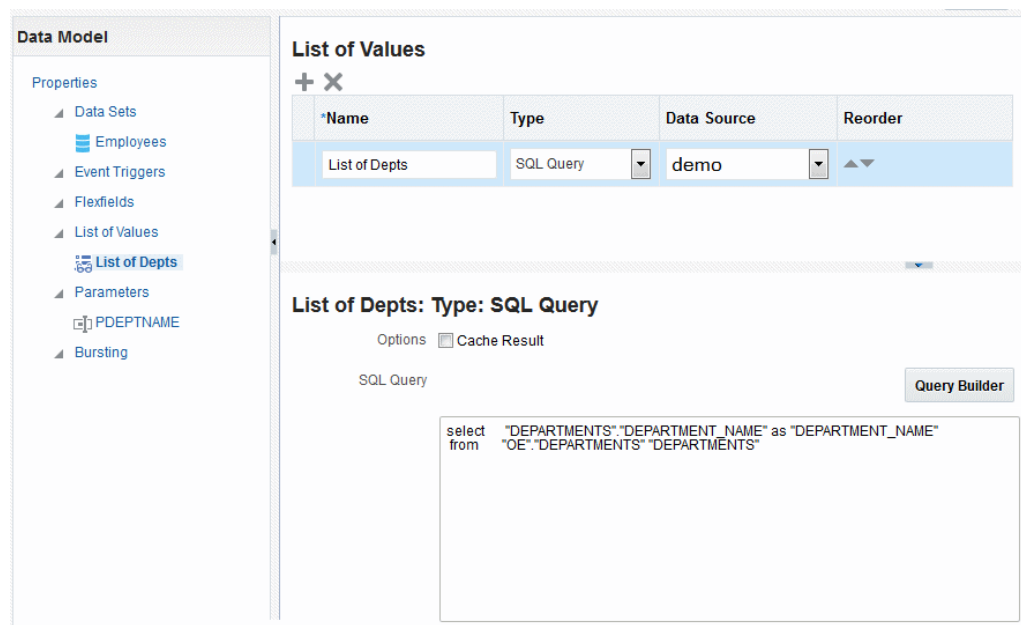 Data Model
Properties
Data Sets
Employees
Event Triggers
Flexfields
List of Values
List of Depts
Parameters
PDEPTNAME
Bursting
List of Values
*Name Type Data Source Reorder
List of Depts SQL Query demo
List of Depts: Type: SQL Query
Options Cache Result
SQL Query
Query Builder
select "DEPARTMENTS"."DEPARTMENT_NAME" as "DEPARTMENT_NAME"
from "OE"."DEPARTMENTS" "DEPARTMENTS"